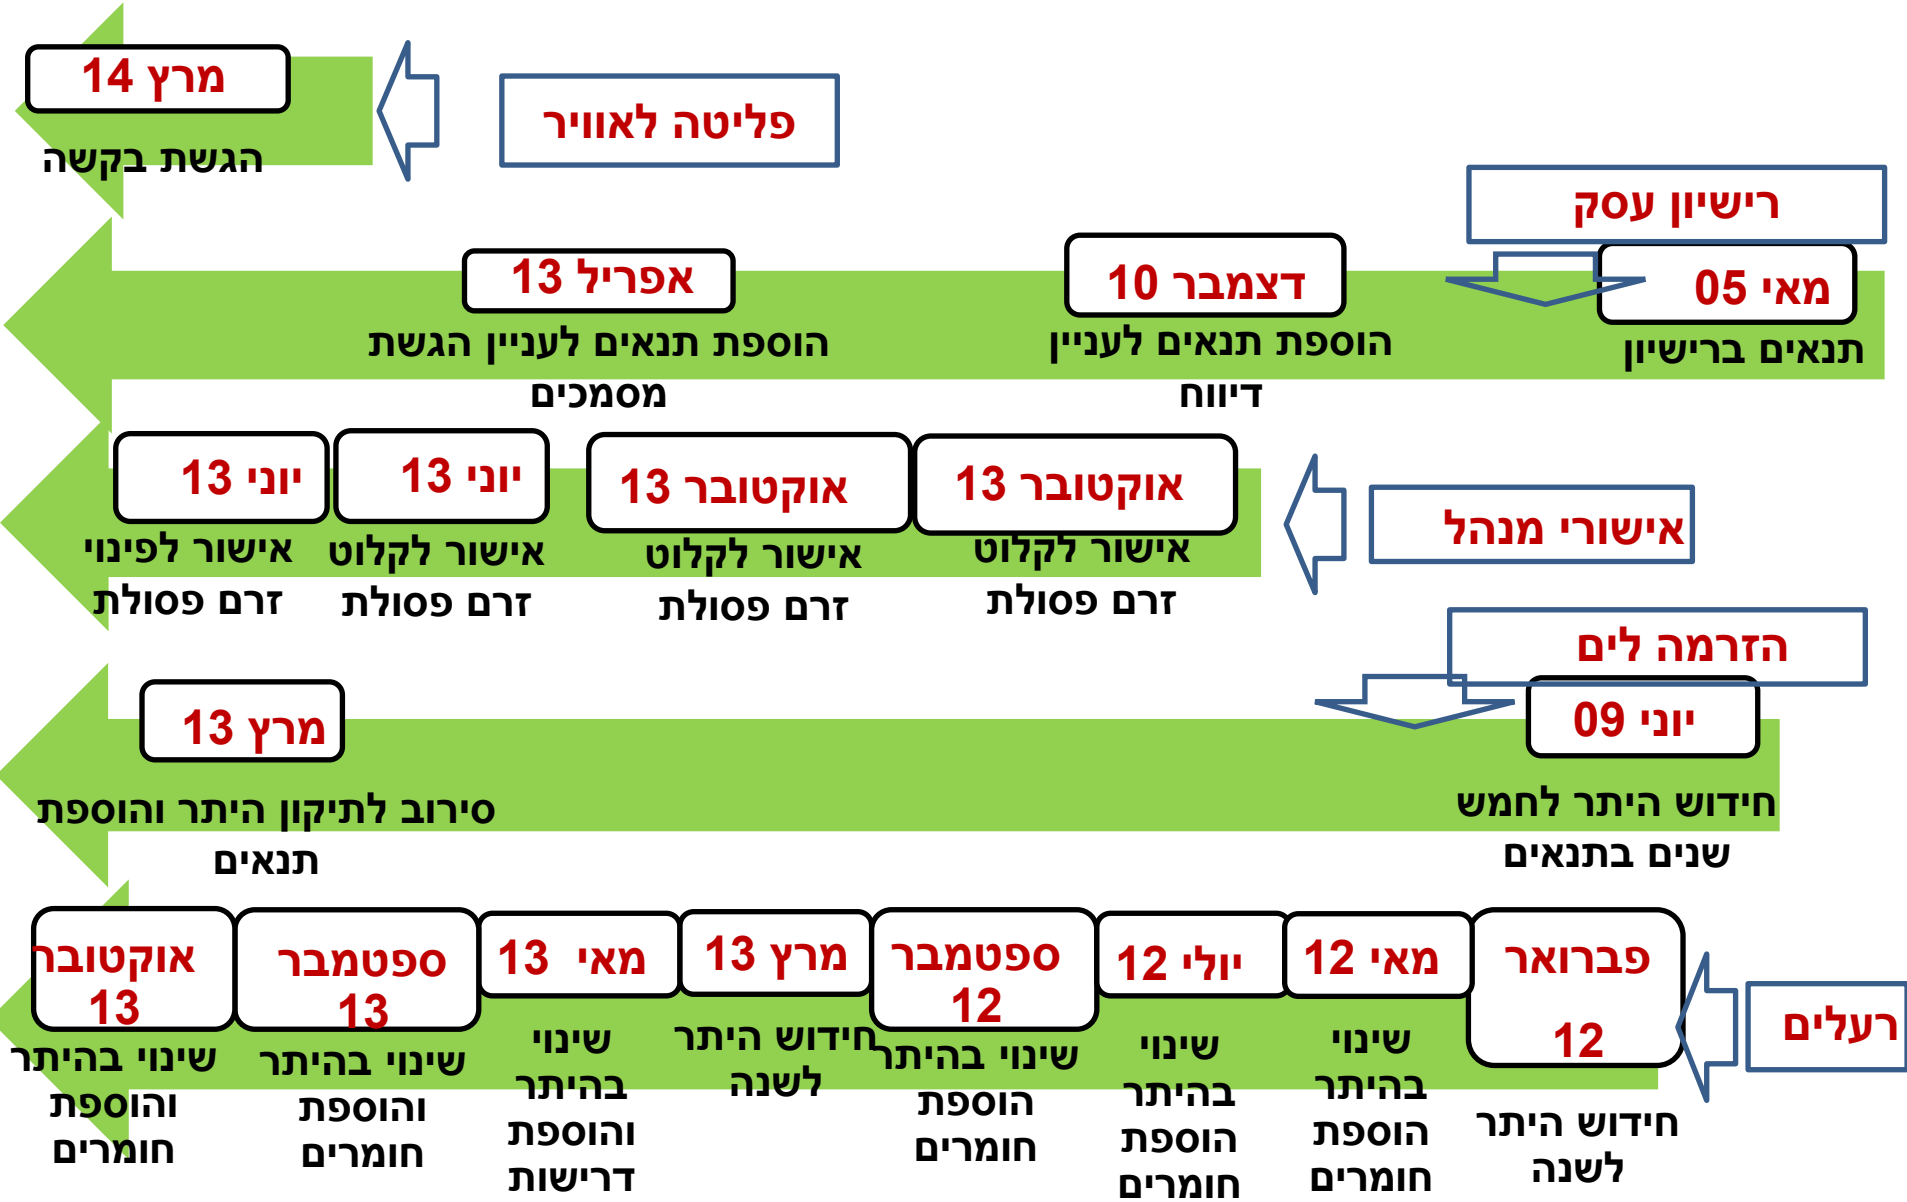 פליטה לאוויר
מרץ 14
הגשת בקשה
רישיון עסק
מאי 05
תנאים ברישיון
דצמבר 10
הוספת תנאים לעניין
דיווח
אפריל 13
הוספת תנאים לעניין הגשת
מסמכים
אישורי מנהל
אוקטובר 13
אישור לקלוט
זרם פסולת
אוקטובר 13
אישור לקלוט
זרם פסולת
יוני 13
אישור לקלוט
זרם פסולת
יוני 13
אישור לפינוי
זרם פסולת
הזרמה לים
יוני 09
חידוש היתר לחמש
שנים בתנאים
מרץ 13
סירוב לתיקון היתר והוספת
תנאים
רעלים
פברואר
12
חידוש היתר
לשנה
מאי 12
שינוי
בהיתר
הוספת
חומרים
יולי 12
שינוי
בהיתר
הוספת
חומרים
ספטמבר
12
שינוי בהיתר
הוספת
חומרים
מרץ 13
חידוש היתר
לשנה
מאי 13
שינוי
בהיתר
והוספת
דרישות
ספטמבר
13
שינוי בהיתר
והוספת
חומרים
אוקטובר
13
שינוי בהיתר
והוספת
חומרים